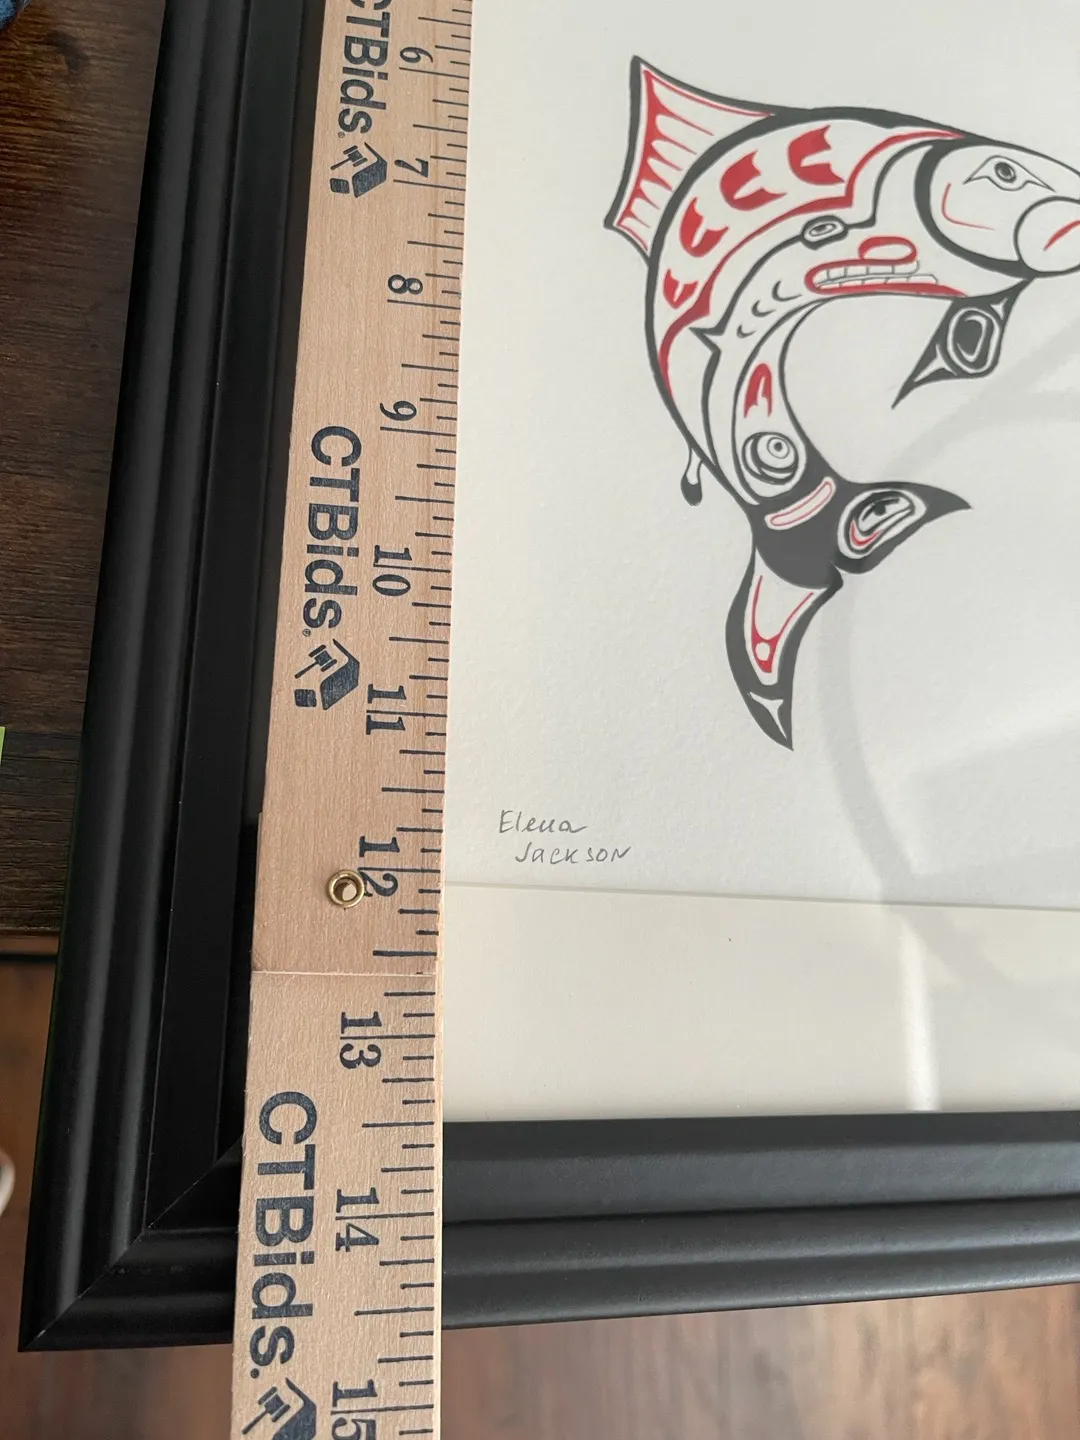 CTBids.
6
7
8
9
CTBids.
10
11
12
13
CTBids.
14
15
Elena
Jackson